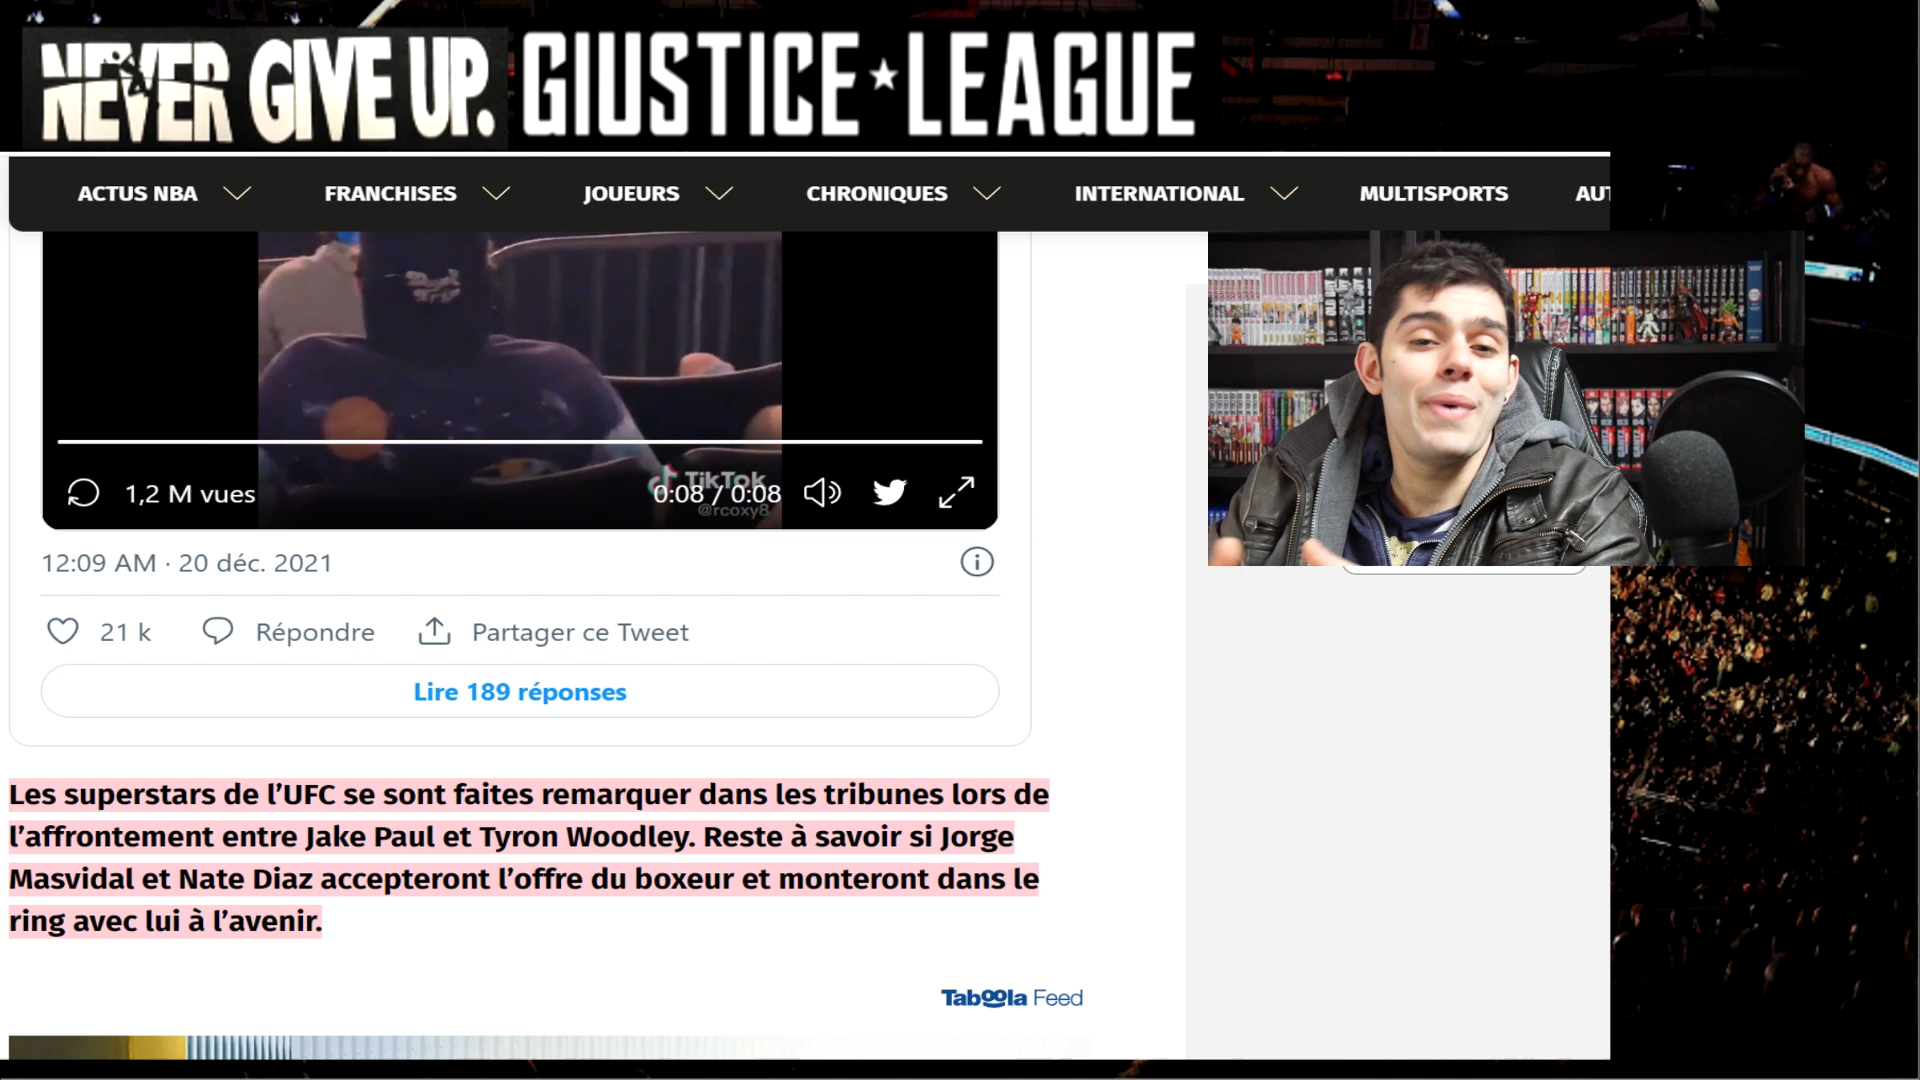 NEVER GIVE UP. GIUSTICE★LEAGUE
ACTUS NBA FRANCHISES JOUEURS CHRONIQUES INTERNATIONAL MULTISPORTS AUT
1,2 M vues 0:08 / 0:08
TikTok
@rcoxy8
12:09 AM · 20 déc. 2021
21 k Répondre Partager ce Tweet
Lire 189 réponses
Les superstars de l’UFC se sont faites remarquer dans les tribunes lors de
l’affrontement entre Jake Paul et Tyron Woodley. Reste à savoir si Jorge
Masvidal et Nate Diaz accepteront l’offre du boxeur et monteront dans le
ring avec lui à l’avenir.
Taboola Feed